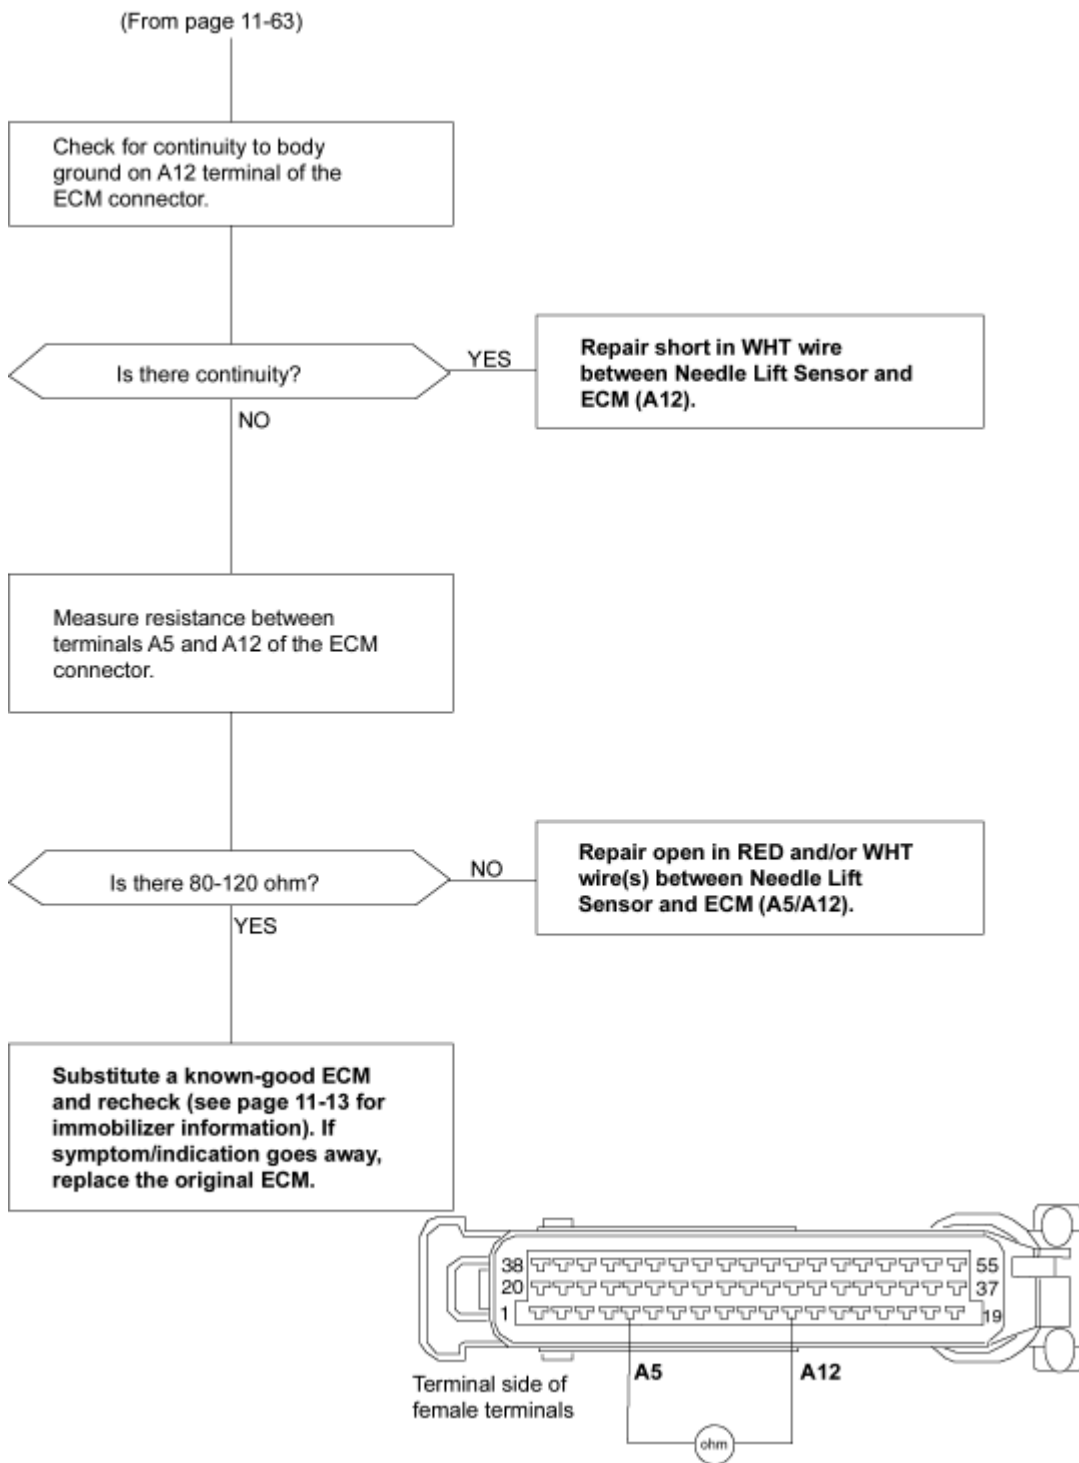 (From page 11-63)
Check for continuity to body
ground on A12 terminal of the
ECM connector.
Is there continuity?
YES
Repair short in WHT wire
between Needle Lift Sensor and
ECM (A12).
NO
Measure resistance between
terminals A5 and A12 of the ECM
connector.
Is there 80-120 ohm?
NO
Repair open in RED and/or WHT
wire(s) between Needle Lift
Sensor and ECM (A5/A12).
YES
Substitute a known-good ECM
and recheck (see page 11-13 for
immobilizer information). If
symptom/indication goes away,
replace the original ECM.
38 55
20 37
1 19
A5 A12
Terminal side of
female terminals
ohm